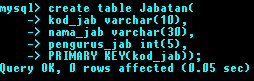 mysql> create table Jabatan(
-> kod_jab varchar(10),
-> nama_jab varchar(30),
-> pengurus_jab int(5),
-> PRIMARY KEY(kod_jab));
Query OK, 0 rows affected (0.05 sec)